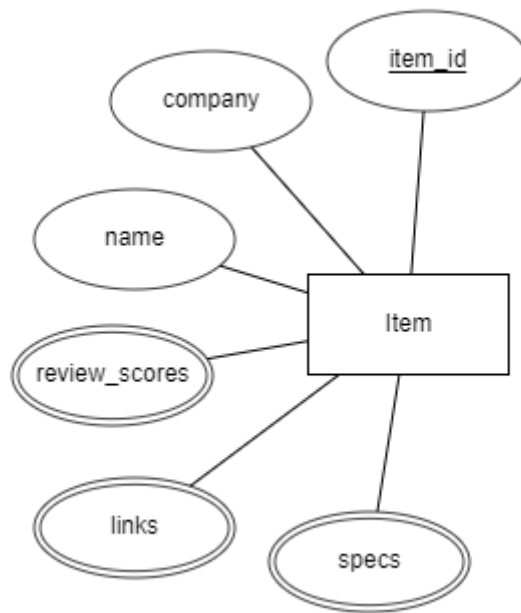 item_id
company
name
Item
review_scores
links
specs